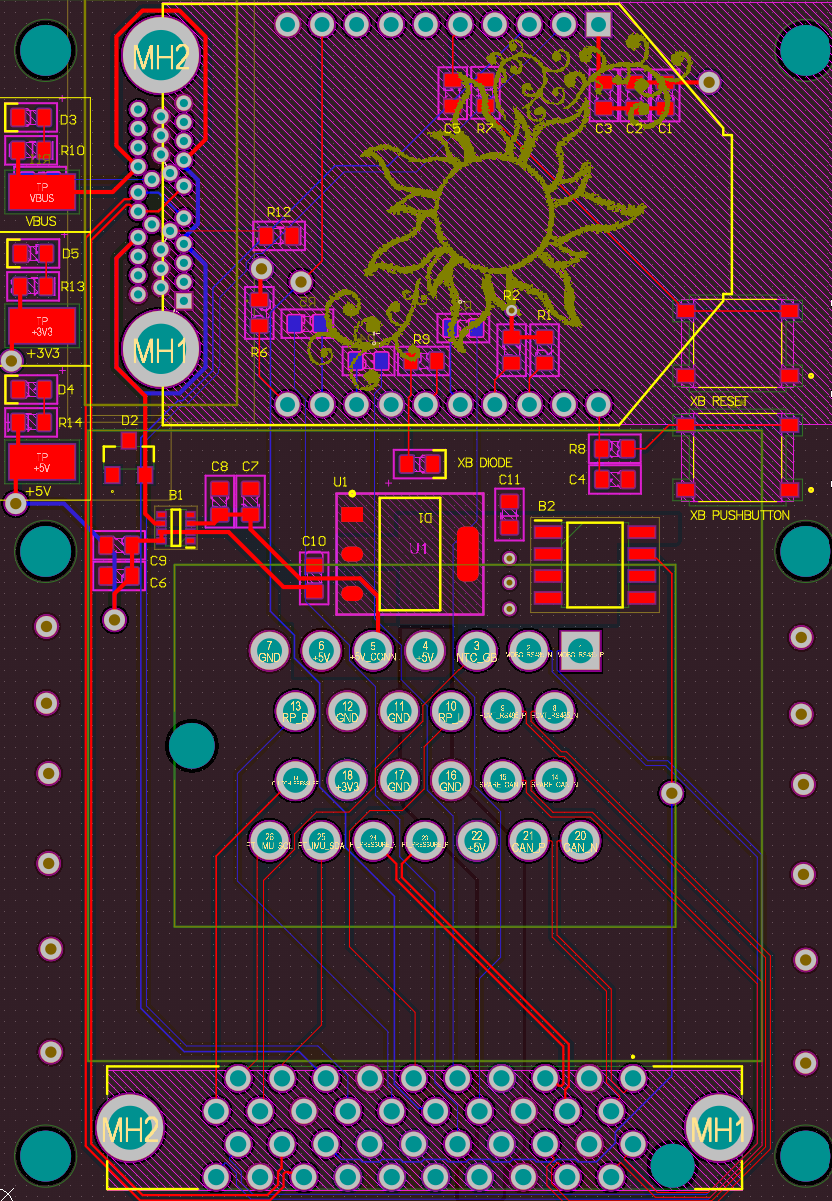 MH2
D3
C5
R7
C3
C2
C1
R10
TP
VBUS
VBUS
R12
D5
R13
R2
R1
TP
+3V3
R6
R9
+3V3
MH1
D4
XB RESET
R14
D2
R8
TP
+5V
XB DIODE
C8
C7
U1
C4
+5V
B1
C11
B2
XB PUSHBUTTON
D1
U1
C10
C9
C6
7
GND
6
+5V
5
+5V_CONN
4
+5V
3
NTC_GB
2
1
13
RP_R
12
GND
11
GND
10
RP_L
9
8
18
+3V3
17
GND
16
GND
15
SPARE_CAN_P
14
SPARE_CAN_N
26
25
24
23
22
+5V
21
CAN_P
20
CAN_N
MH2
MH1